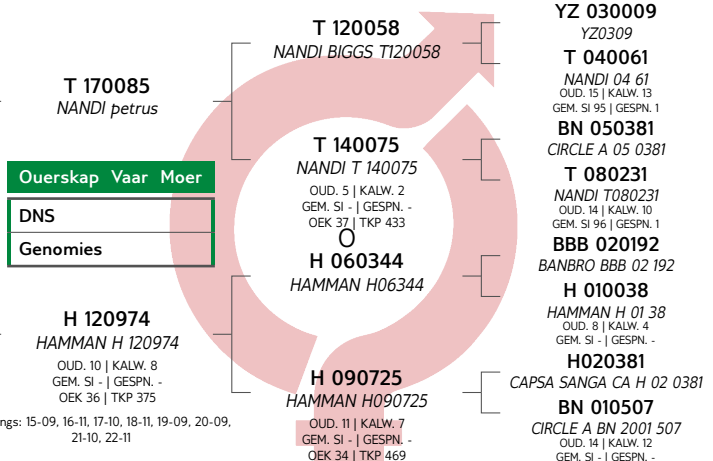 T 170085
NANDI petrus
Ouerskap Vaar Moer
DNS
Genomies
H 120974
HAMMAN H 120974
OUD. 10 | KALW. 8
GEM. SI - | GESPN. -
OEK 36 | TKP 375
ngs: 15-09, 16-11, 17-10, 18-11, 19-09, 20-09,
21-10, 22-11
T 120058
NANDI BIGGS T120058
T 140075
NANDI T 140075
OUD. 5 | KALW. 2
GEM. SI - | GESPN. -
OEK 37 | TKP 433
O
H 060344
HAMMAN H06344
H 090725
HAMMAN H090725
OUD. 11 | KALW. 7
GEM. SI - | GESPN. -
OEK 34 | TKP 469
YZ 030009
YZ0309
T 040061
NANDI 04 61
OUD. 15 | KALW. 13
GEM. SI 95 | GESPN. 1
BN 050381
CIRCLE A 05 0381
T 080231
NANDI T080231
OUD. 14 | KALW. 10
GEM. SI 96 | GESPN. 1
BBB 020192
BANBRO BBB 02 192
H 010038
HAMMAN H 01 38
OUD. 8 | KALW. 4
GEM. SI - | GESPN. -
H020381
CAPSA SANGA CA H 02 0381
BN 010507
CIRCLE A BN 2001 507
OUD. 14 | KALW. 12
GEM. SI - | GESPN. -